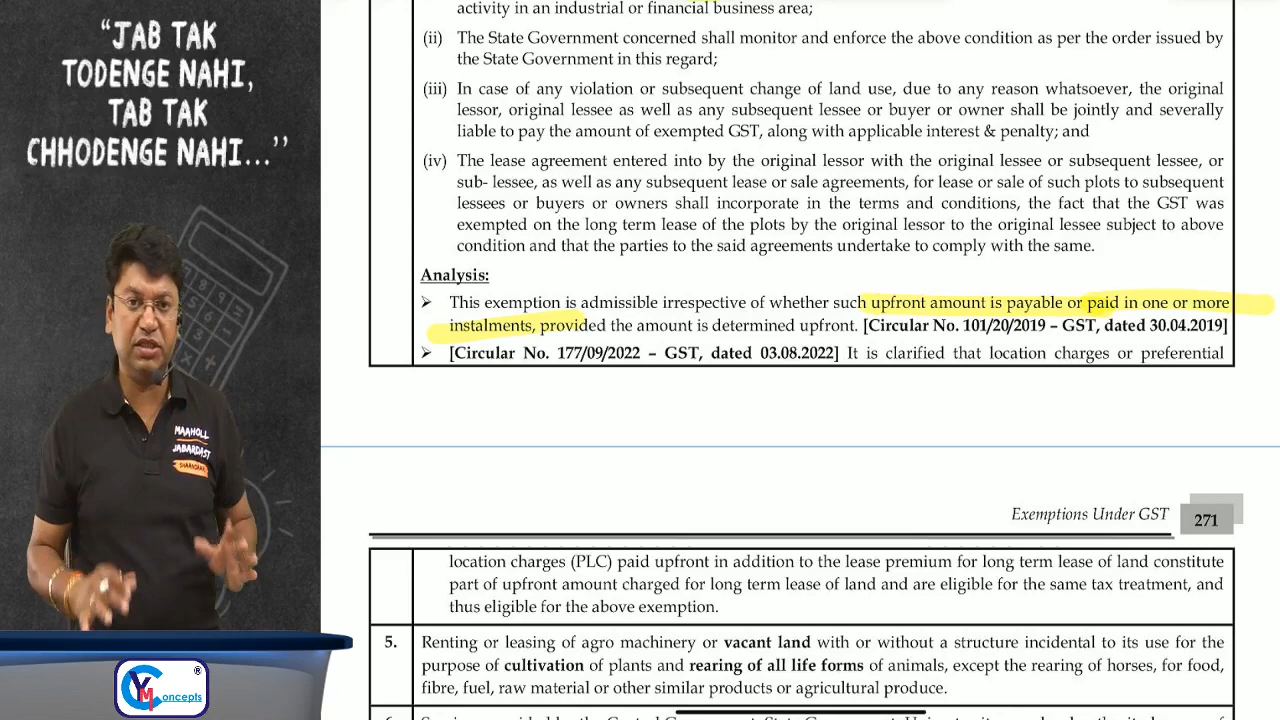 “JAB TAK
TODENGE NAHI,
TAB TAK
CHHODENGE NAHI...’’
MAAHOLL
JABARDAST
SHAANDAAR
CYM oncepts ®
activity in an industrial or financial business area;
(ii) The State Government concerned shall monitor and enforce the above condition as per the order issued by
the State Government in this regard;
(iii) In case of any violation or subsequent change of land use, due to any reason whatsoever, the original
lessor, original lessee as well as any subsequent lessee or buyer or owner shall be jointly and severally
liable to pay the amount of exempted GST, along with applicable interest & penalty; and
(iv) The lease agreement entered into by the original lessor with the original lessee or subsequent lessee, or
sub- lessee, as well as any subsequent lease or sale agreements, for lease or sale of such plots to subsequent
lessees or buyers or owners shall incorporate in the terms and conditions, the fact that the GST was
exempted on the long term lease of the plots by the original lessor to the original lessee subject to above
condition and that the parties to the said agreements undertake to comply with the same.
Analysis:
➢ This exemption is admissible irrespective of whether such upfront amount is payable or paid in one or more
instalments, provided the amount is determined upfront. [Circular No. 101/20/2019 – GST, dated 30.04.2019]
➢ [Circular No. 177/09/2022 – GST, dated 03.08.2022] It is clarified that location charges or preferential
Exemptions Under GST 271
location charges (PLC) paid upfront in addition to the lease premium for long term lease of land constitute
part of upfront amount charged for long term lease of land and are eligible for the same tax treatment, and
thus eligible for the above exemption.
5. Renting or leasing of agro machinery or vacant land with or without a structure incidental to its use for the
purpose of cultivation of plants and rearing of all life forms of animals, except the rearing of horses, for food,
fibre, fuel, raw material or other similar products or agricultural produce.